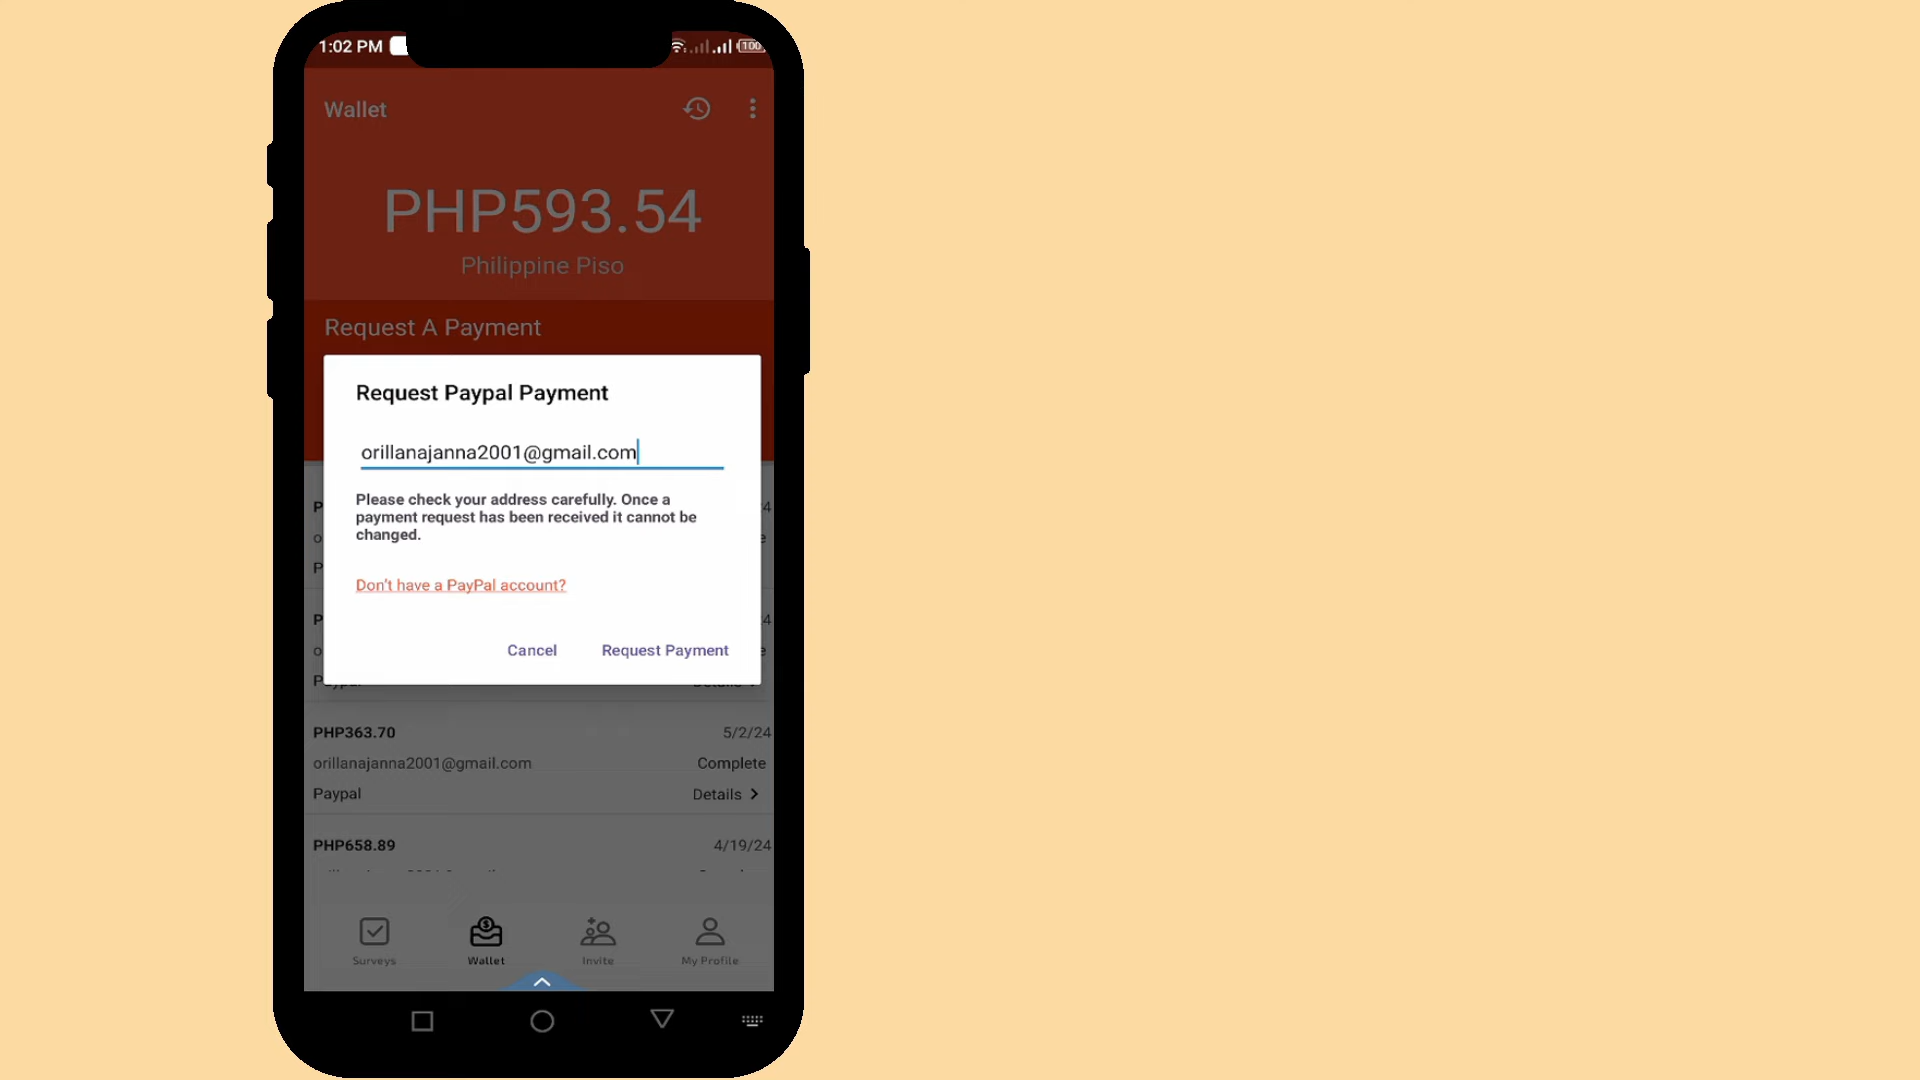 1:02 PM
100
Wallet
PHP593.54
Philippine Piso
Request A Payment
Request Paypal Payment
orillanajanna2001@gmail.com
Please check your address carefully. Once a
payment request has been received it cannot be
changed.
Don't have a PayPal account?
Cancel
Request Payment
PHP363.70
5/2/24
orillanajanna2001@gmail.com
Complete
Paypal
Details
PHP658.89
4/19/24
Surveys
Wallet
Invite
My Profile